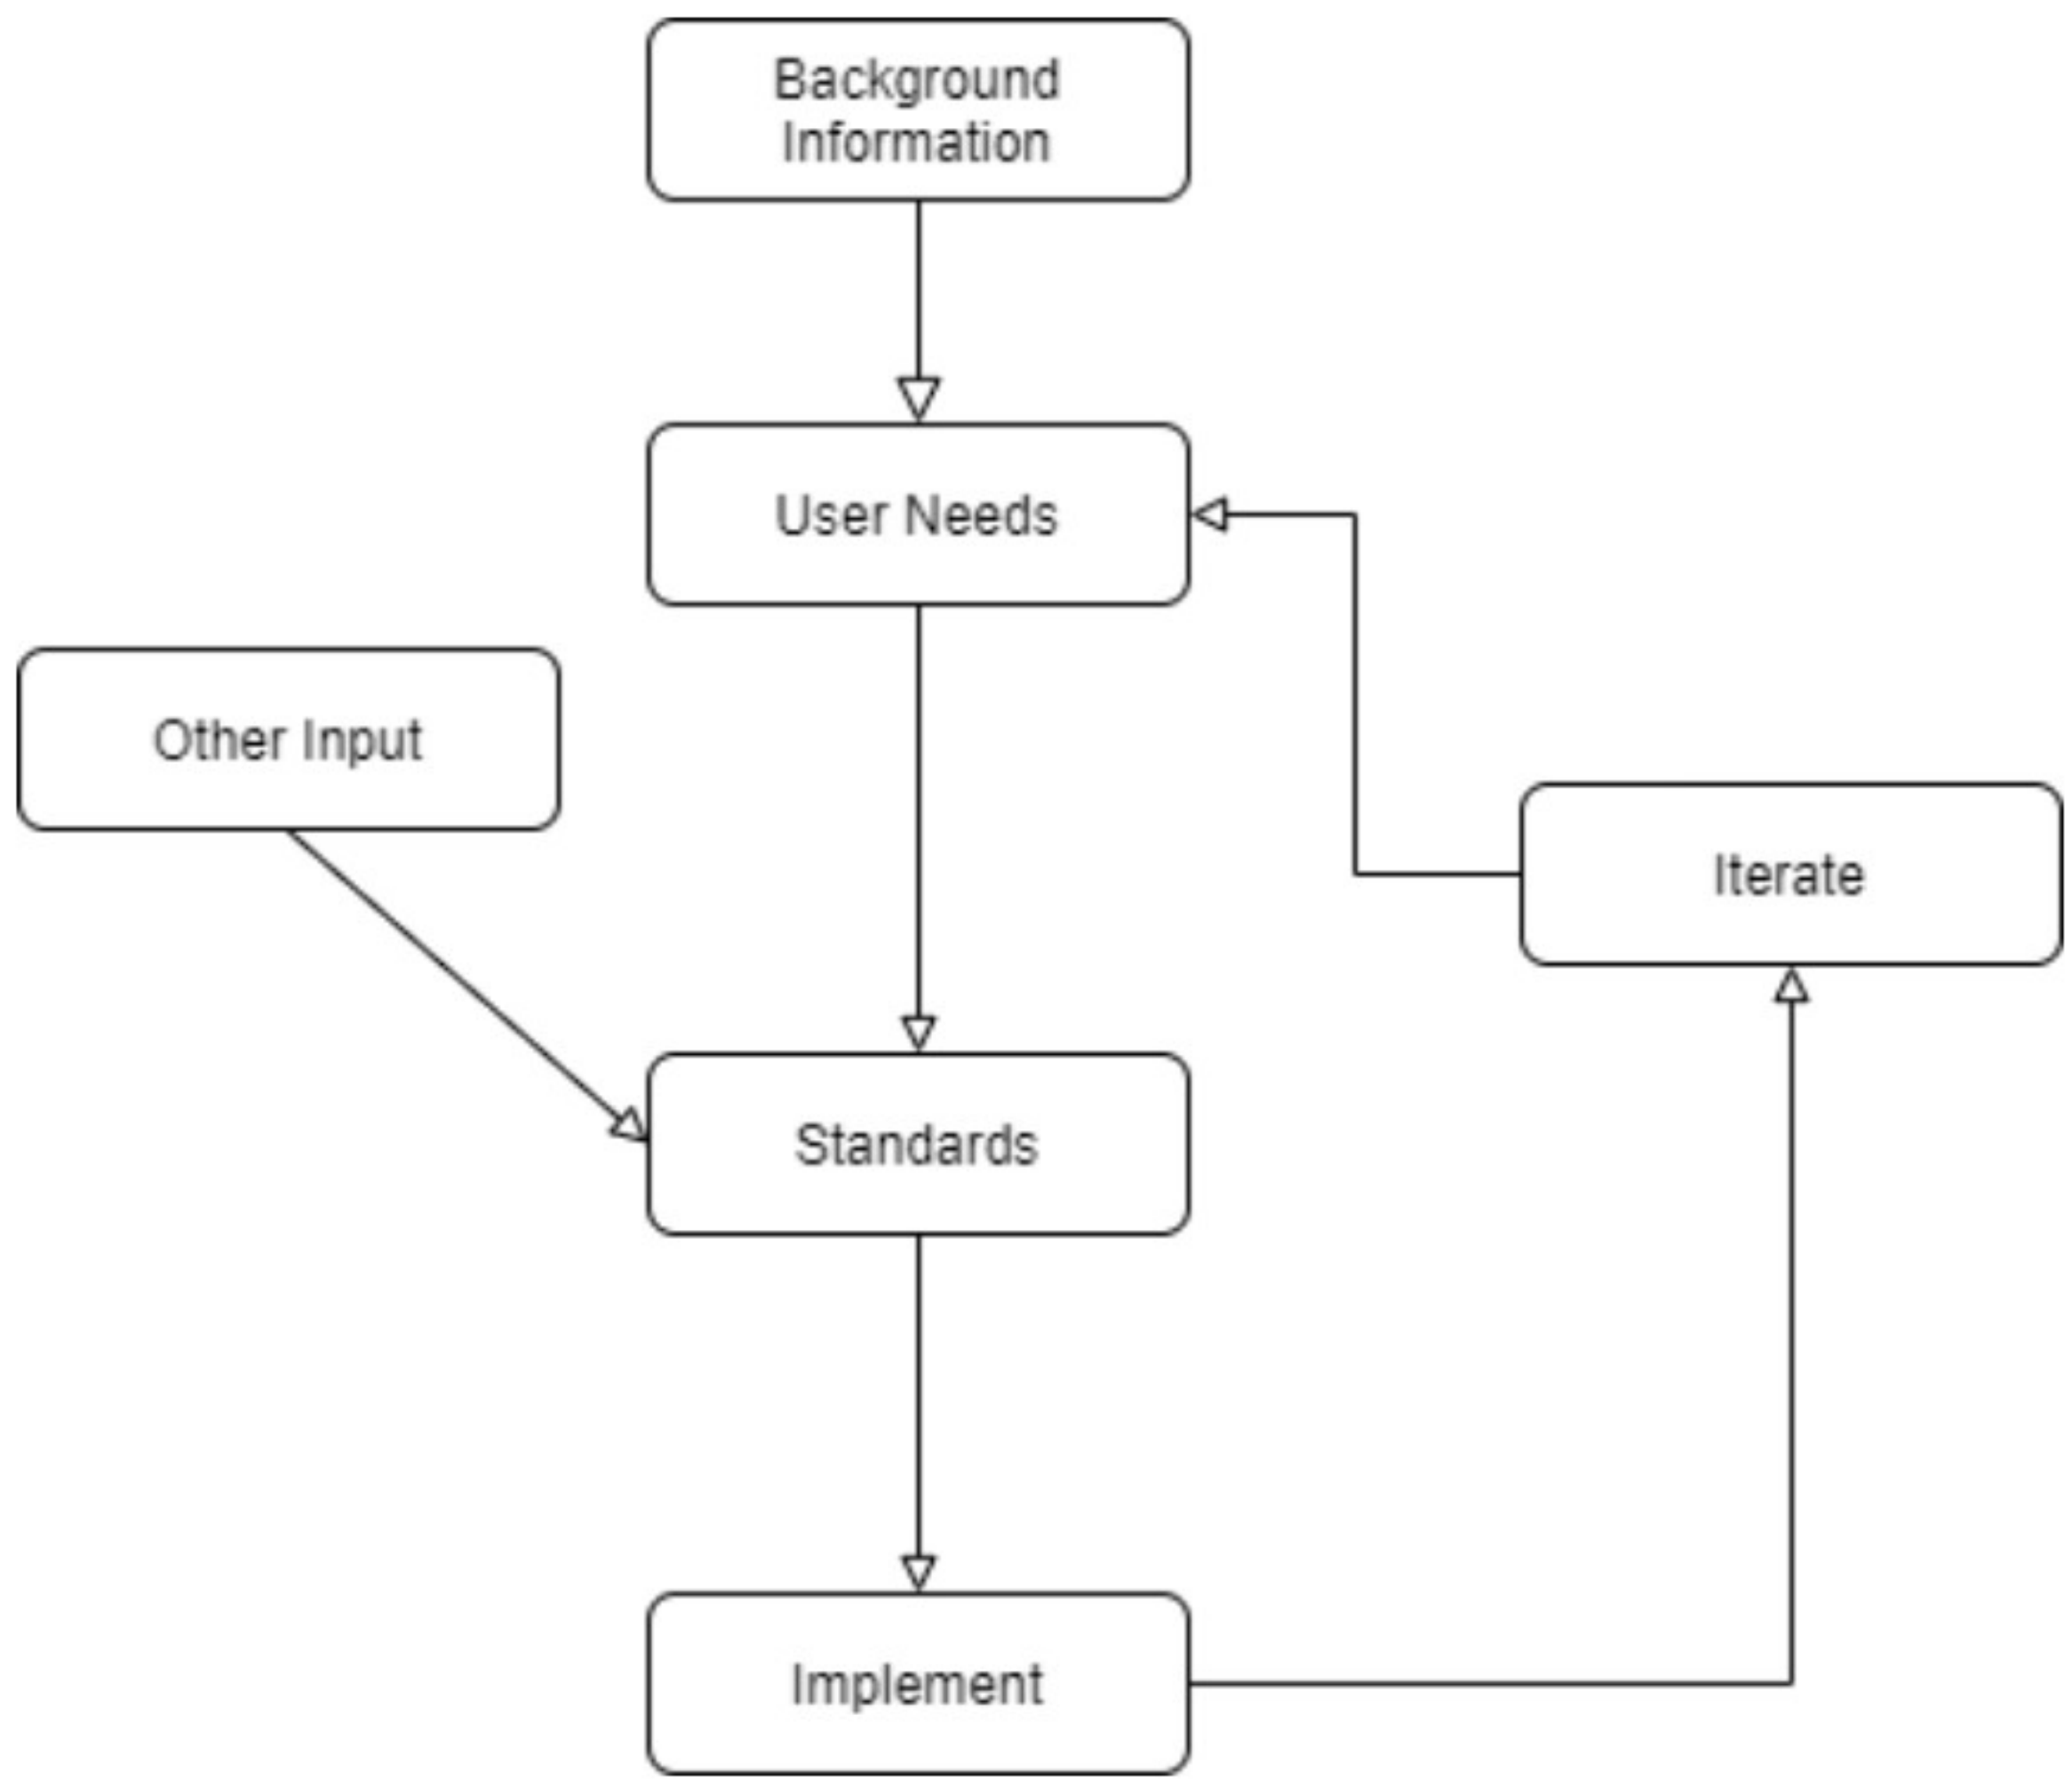 Background
Information
User Needs
Other Input
Iterate
Standards
Implement